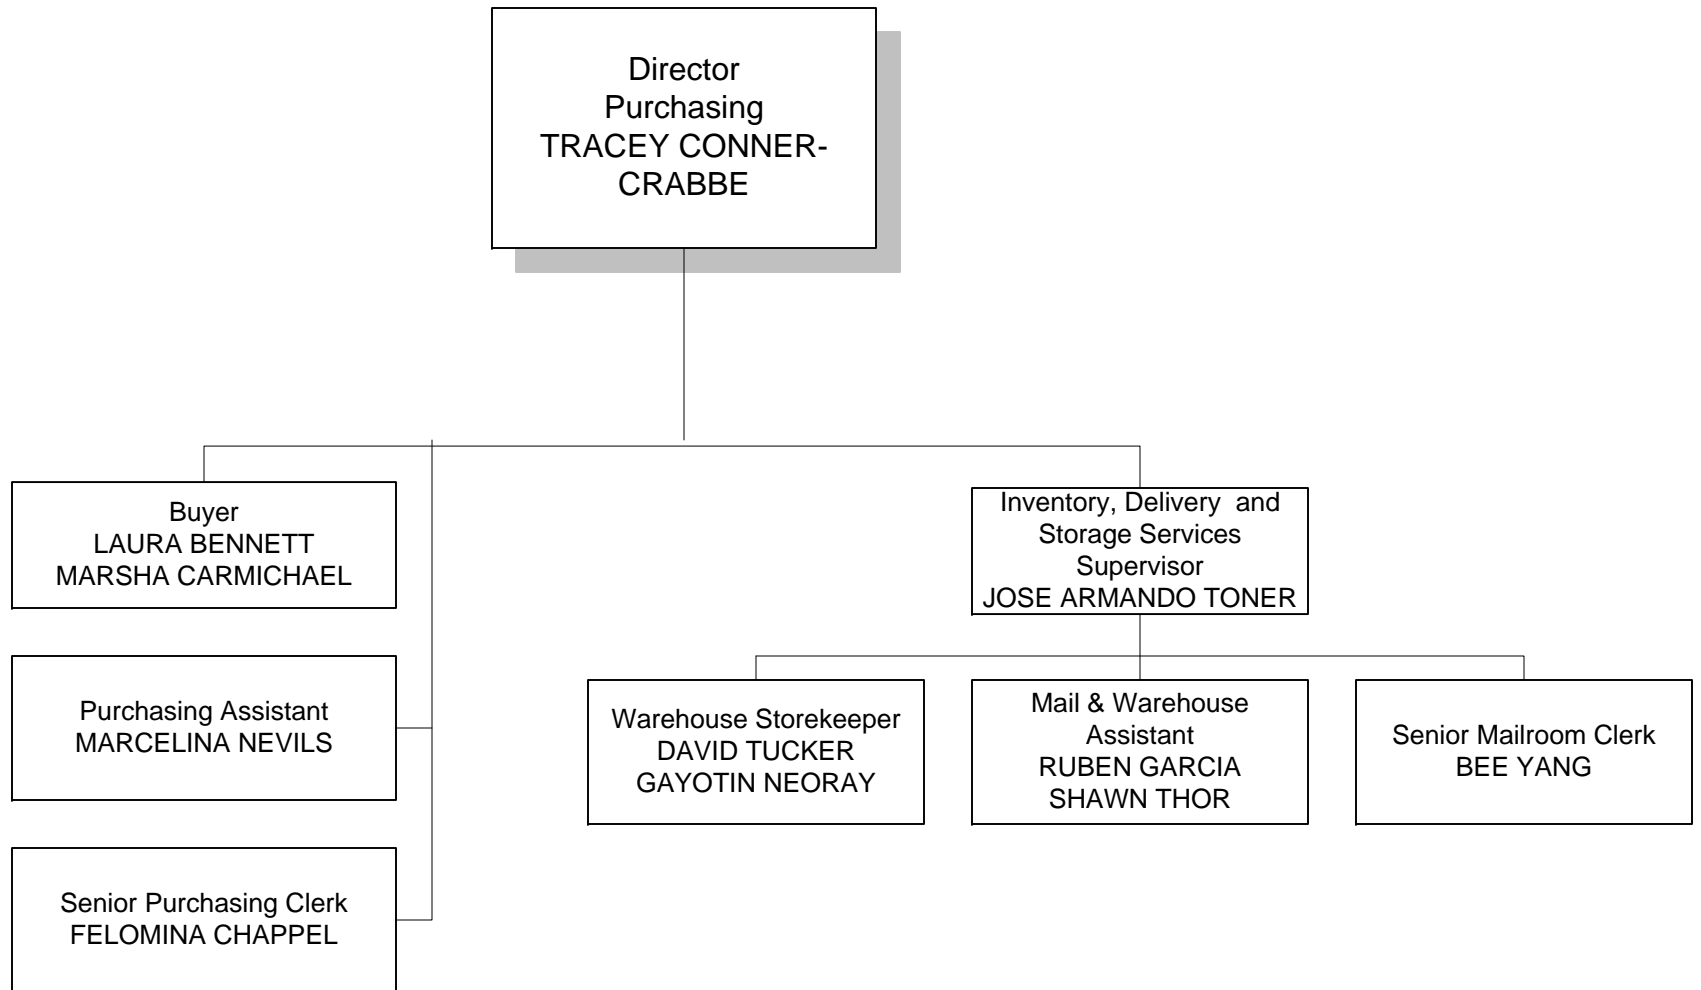 Director
Purchasing
TRACEY CONNER-
CRABBE
Buyer
LAURA BENNETT
MARSHA CARMICHAEL
Inventory, Delivery  and
Storage Services
Supervisor
JOSE ARMANDO TONER
Purchasing Assistant
MARCELINA NEVILS
Warehouse Storekeeper
DAVID TUCKER
GAYOTIN NEORAY
Mail & Warehouse
Assistant
RUBEN GARCIA
SHAWN THOR
Senior Mailroom Clerk
BEE YANG
Senior Purchasing Clerk
FELOMINA CHAPPEL